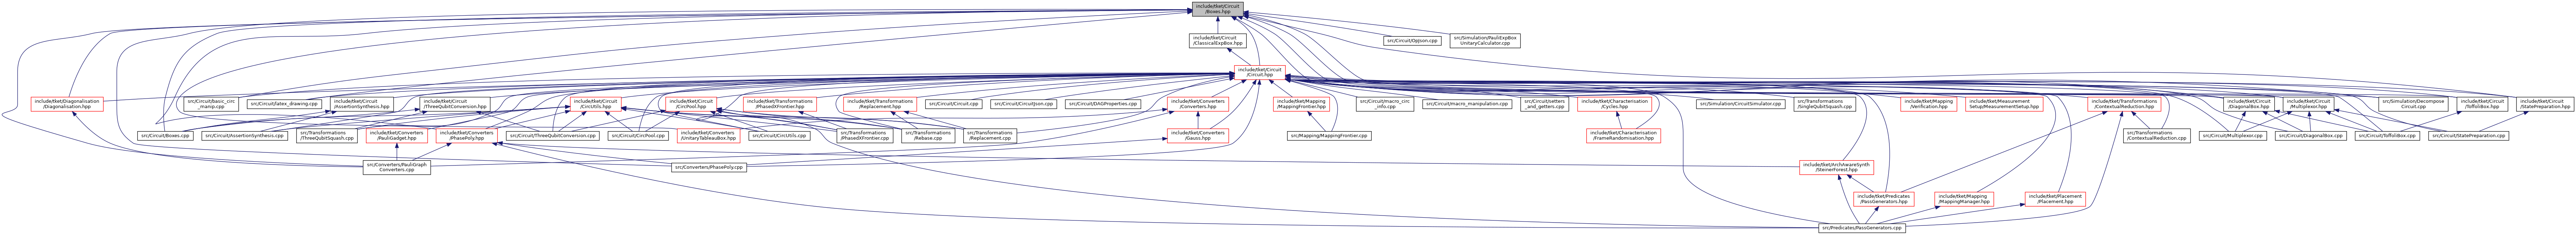 include/tket/Circuit
/Boxes.hpp
include/tket/Circuit
/ClassicalExpBox.hpp
src/Circuit/OpJson.cpp
src/Simulation/PauliExpBox
UnitaryCalculator.cpp
include/tket/Circuit
/Circuit.hpp
include/tket/Diagonalisation
/Diagonalisation.hpp
src/Circuit/basic_circ
_manip.cpp
src/Circuit/latex_drawing.cpp
include/tket/Circuit
/AssertionSynthesis.hpp
include/tket/Circuit
/ThreeQubitConversion.hpp
include/tket/Circuit
/CircUtils.hpp
include/tket/Circuit
/CircPool.hpp
include/tket/Transformations
/PhasedXFrontier.hpp
include/tket/Transformations
/Replacement.hpp
src/Circuit/Circuit.cpp
src/Circuit/CircuitJson.cpp
src/Circuit/DAGProperties.cpp
include/tket/Converters
/Converters.hpp
include/tket/Mapping
/MappingFrontier.hpp
src/Circuit/macro_circ
_info.cpp
src/Circuit/macro_manipulation.cpp
src/Circuit/setters
_and_getters.cpp
include/tket/Characterisation
/Cycles.hpp
src/Simulation/CircuitSimulator.cpp
src/Transformations
/SingleQubitSquash.cpp
include/tket/Mapping
/Verification.hpp
include/tket/Measurement
Setup/MeasurementSetup.hpp
include/tket/Transformations
/ContextualReduction.hpp
include/tket/Circuit
/DiagonalBox.hpp
include/tket/Circuit
/Multiplexor.hpp
src/Simulation/Decompose
Circuit.cpp
include/tket/Circuit
/ToffoliBox.hpp
include/tket/Circuit
/StatePreparation.hpp
src/Circuit/Boxes.cpp
src/Circuit/AssertionSynthesis.cpp
src/Transformations
/ThreeQubitSquash.cpp
include/tket/Converters
/PauliGadget.hpp
include/tket/Converters
/PhasePoly.hpp
src/Circuit/ThreeQubitConversion.cpp
src/Circuit/CircPool.cpp
include/tket/Converters
/UnitaryTableauBox.hpp
src/Circuit/CircUtils.cpp
src/Transformations
/PhasedXFrontier.cpp
src/Transformations
/Rebase.cpp
src/Transformations
/Replacement.cpp
include/tket/Converters
/Gauss.hpp
src/Mapping/MappingFrontier.cpp
include/tket/Characterisation
/FrameRandomisation.hpp
src/Transformations
/ContextualReduction.cpp
src/Circuit/Multiplexor.cpp
src/Circuit/DiagonalBox.cpp
src/Circuit/ToffoliBox.cpp
src/Circuit/StatePreparation.cpp
src/Converters/PauliGraph
Converters.cpp
src/Converters/PhasePoly.cpp
include/tket/ArchAwareSynth
/SteinerForest.hpp
include/tket/Predicates
/PassGenerators.hpp
include/tket/Mapping
/MappingManager.hpp
include/tket/Placement
/Placement.hpp
src/Predicates/PassGenerators.cpp